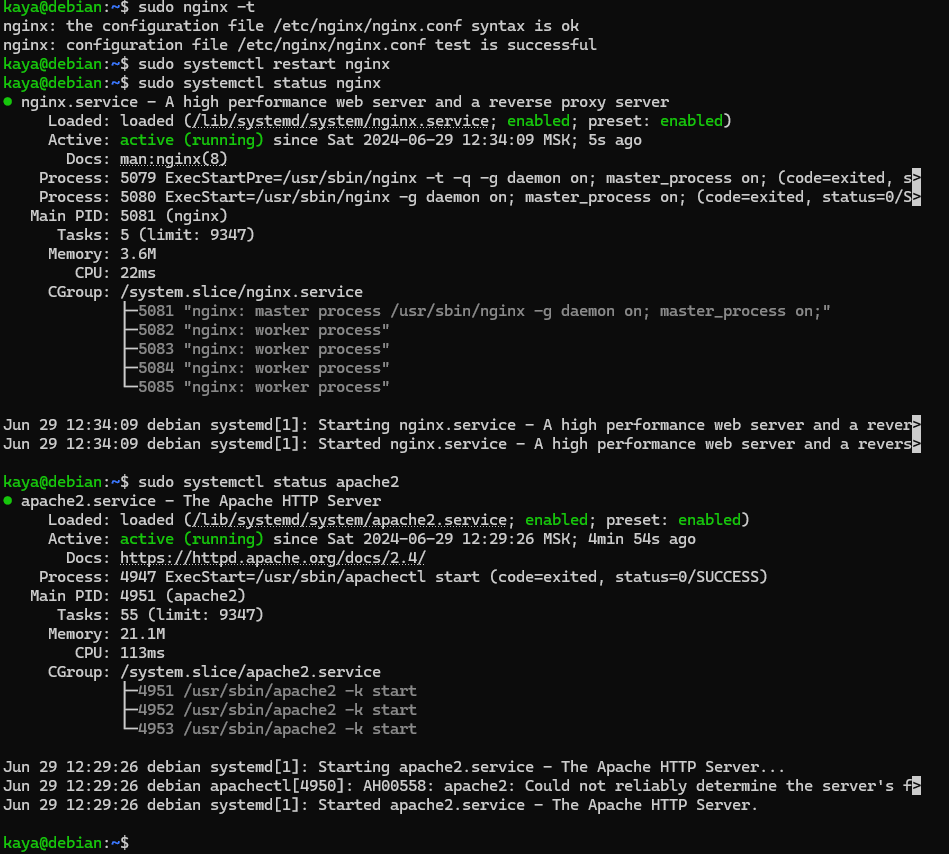 kaya@debian:~$ sudo nginx -t
nginx: the configuration file /etc/nginx/nginx.conf syntax is ok
nginx: configuration file /etc/nginx/nginx.conf test is successful
kaya@debian:~$ sudo systemctl restart nginx
kaya@debian:~$ sudo systemctl status nginx
● nginx.service - A high performance web server and a reverse proxy server
     Loaded: loaded (/lib/systemd/system/nginx.service; enabled; preset: enabled)
     Active: active (running) since Sat 2024-06-29 12:34:09 MSK; 5s ago
       Docs: man:nginx(8)
    Process: 5079 ExecStartPre=/usr/sbin/nginx -t -q -g daemon on; master_process on; (code=exited, s>
    Process: 5080 ExecStart=/usr/sbin/nginx -g daemon on; master_process on; (code=exited, status=0/S>
   Main PID: 5081 (nginx)
      Tasks: 5 (limit: 9347)
     Memory: 3.6M
        CPU: 22ms
     CGroup: /system.slice/nginx.service
             ├─5081 "nginx: master process /usr/sbin/nginx -g daemon on; master_process on;"
             ├─5082 "nginx: worker process"
             ├─5083 "nginx: worker process"
             ├─5084 "nginx: worker process"
             └─5085 "nginx: worker process"

Jun 29 12:34:09 debian systemd[1]: Starting nginx.service - A high performance web server and a rever>
Jun 29 12:34:09 debian systemd[1]: Started nginx.service - A high performance web server and a revers>

kaya@debian:~$ sudo systemctl status apache2
● apache2.service - The Apache HTTP Server
     Loaded: loaded (/lib/systemd/system/apache2.service; enabled; preset: enabled)
     Active: active (running) since Sat 2024-06-29 12:29:26 MSK; 4min 54s ago
       Docs: https://httpd.apache.org/docs/2.4/
    Process: 4947 ExecStart=/usr/sbin/apachectl start (code=exited, status=0/SUCCESS)
   Main PID: 4951 (apache2)
      Tasks: 55 (limit: 9347)
     Memory: 21.1M
        CPU: 113ms
     CGroup: /system.slice/apache2.service
             ├─4951 /usr/sbin/apache2 -k start
             ├─4952 /usr/sbin/apache2 -k start
             └─4953 /usr/sbin/apache2 -k start

Jun 29 12:29:26 debian systemd[1]: Starting apache2.service - The Apache HTTP Server...
Jun 29 12:29:26 debian apachectl[4950]: AH00558: apache2: Could not reliably determine the server's f>
Jun 29 12:29:26 debian systemd[1]: Started apache2.service - The Apache HTTP Server.

kaya@debian:~$